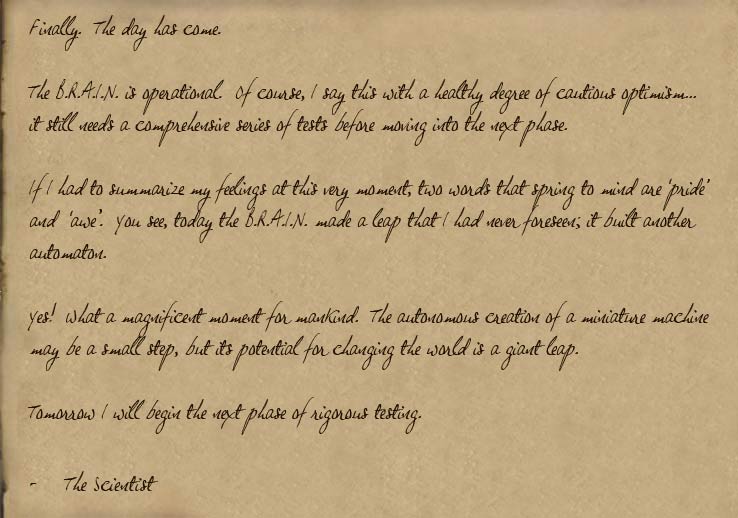 Finally. The day has come.
The B.R.A.I.N. is operational. Of course, I say this with a healthy degree of cautious optimism...
it still needs a comprehensive series of tests before moving into the next phase.
If I had to summarize my feelings at this very moment, two words that spring to mind are 'pride'
and 'awe'. You see, today the B.R.A.I.N. made a leap that I had never foreseen; it built another
automaton.
Yes! What a magnificent moment for mankind. The autonomous creation of a miniature machine
may be a small step, but its potential for changing the world is a giant leap.
Tomorrow I will begin the next phase of rigorous testing.
- The Scientist